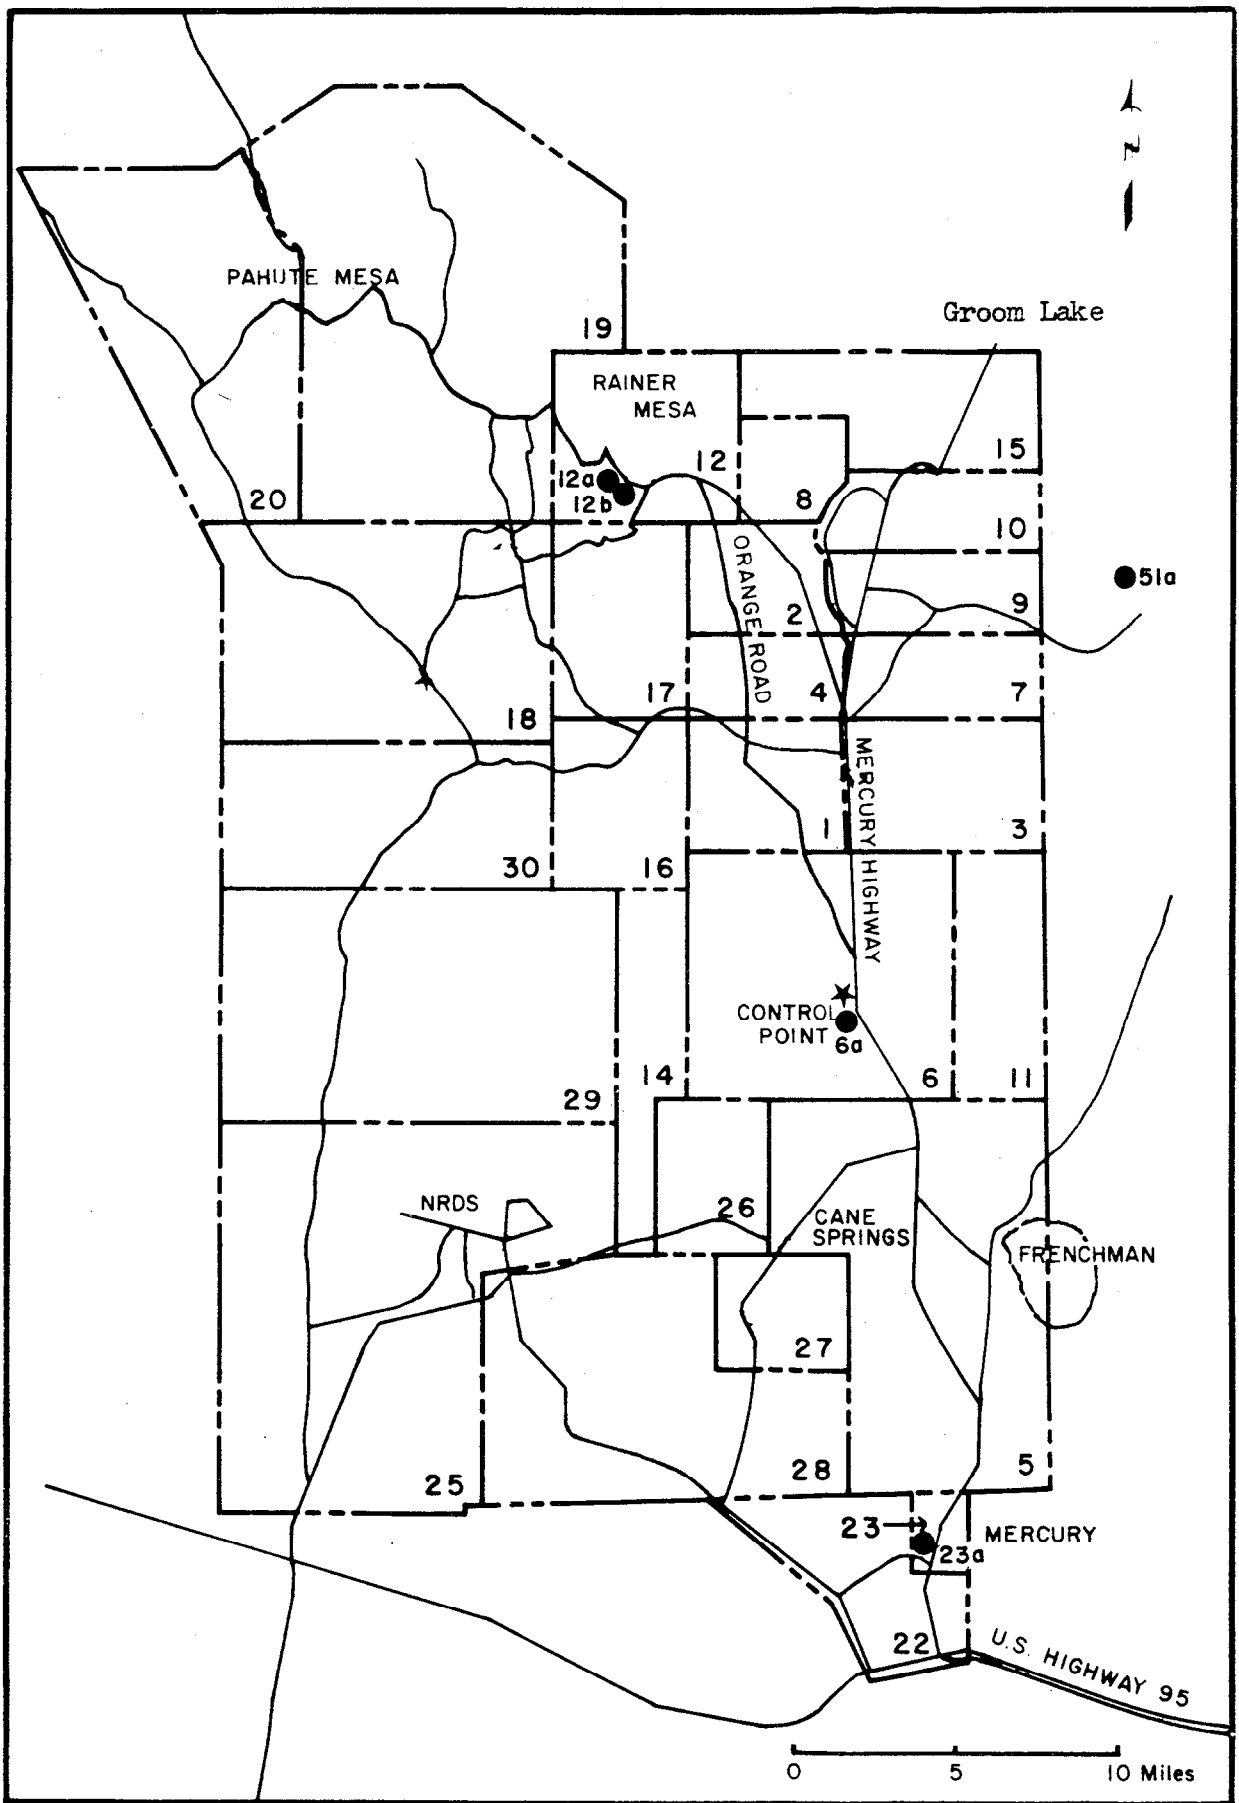 N
PAHUTE MESA
Groom Lake
19
RAINER
MESA
12
15
12a
12b
20
8
10
51a
ORANGE ROAD
2
9
17
4
7
18
MERCURY HIGHWAY
1
3
30
16
CONTROL
POINT
6a
14
6
11
29
NRDS
26
CANE
SPRINGS
FRENCHMAN
27
25
28
5
23
MERCURY
23a
22
U.S. HIGHWAY 95
0 5 10 Miles